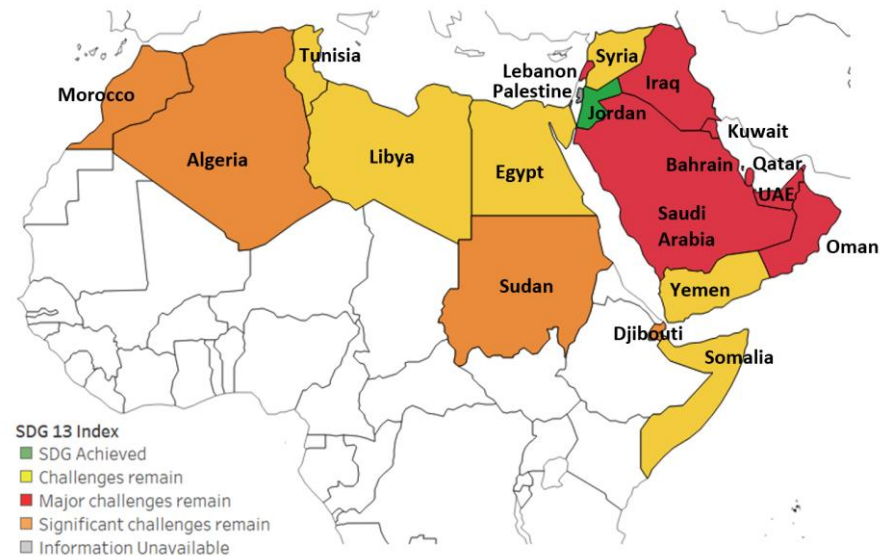 Tunisia
Syria
Lebanon
Iraq
Palestine
Morocco
Jordan
Kuwait
Algeria
Libya
Egypt
Bahrain
Qatar
UAE
Saudi
Arabia
Oman
Sudan
Yemen
Djibouti
Somalia
SDG 13 Index
SDG Achieved
Challenges remain
Major challenges remain
Significant challenges remain
Information Unavailable